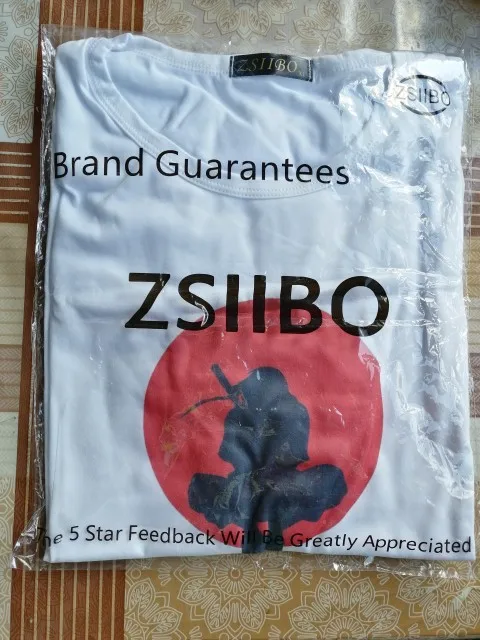 ZSIIBO
ZSIIBO
Brand Guarantees
ZSIIBO
The 5 Star Feedback Will Be Greatly Appreciated